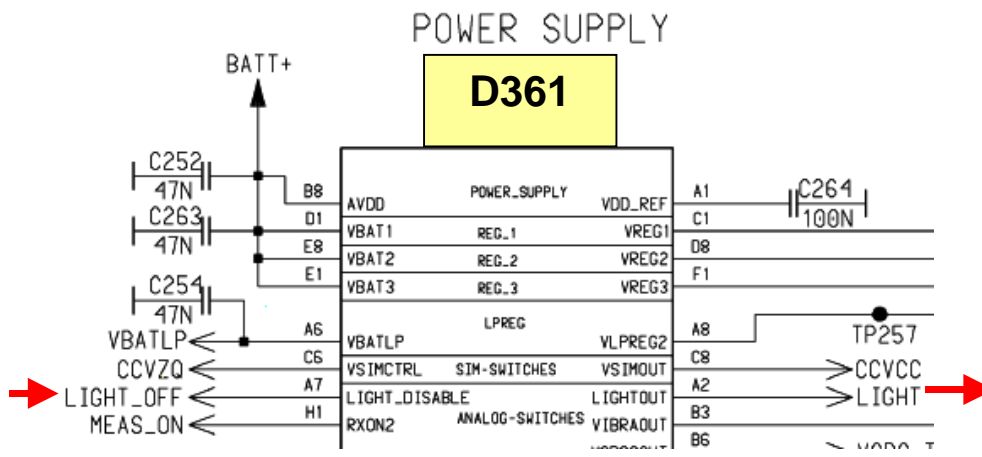 POWER SUPPLY
BATT+
D361
C252
47N
B8 AVDD POWER_SUPPLY VDD_REF A1
C264
100N
C263
47N
D1 VBAT1 REG_1 VREG1 C1
E8 VBAT2 REG_2 VREG2 D8
E1 VBAT3 REG_3 VREG3 F1
C254
47N
LPREG
VBATLP A6 VBATLP VLPREG2 A8 TP257
CCVZQ C6 VSIMCTRL SIM-SWITCHES VSIMOUT C8 CCVCC
LIGHT_OFF A7 LIGHT_DISABLE LIGHTOUT A2 LIGHT
MEAS_ON H1 RXON2 ANALOG-SWITCHES VIBRAOUT B3
B6